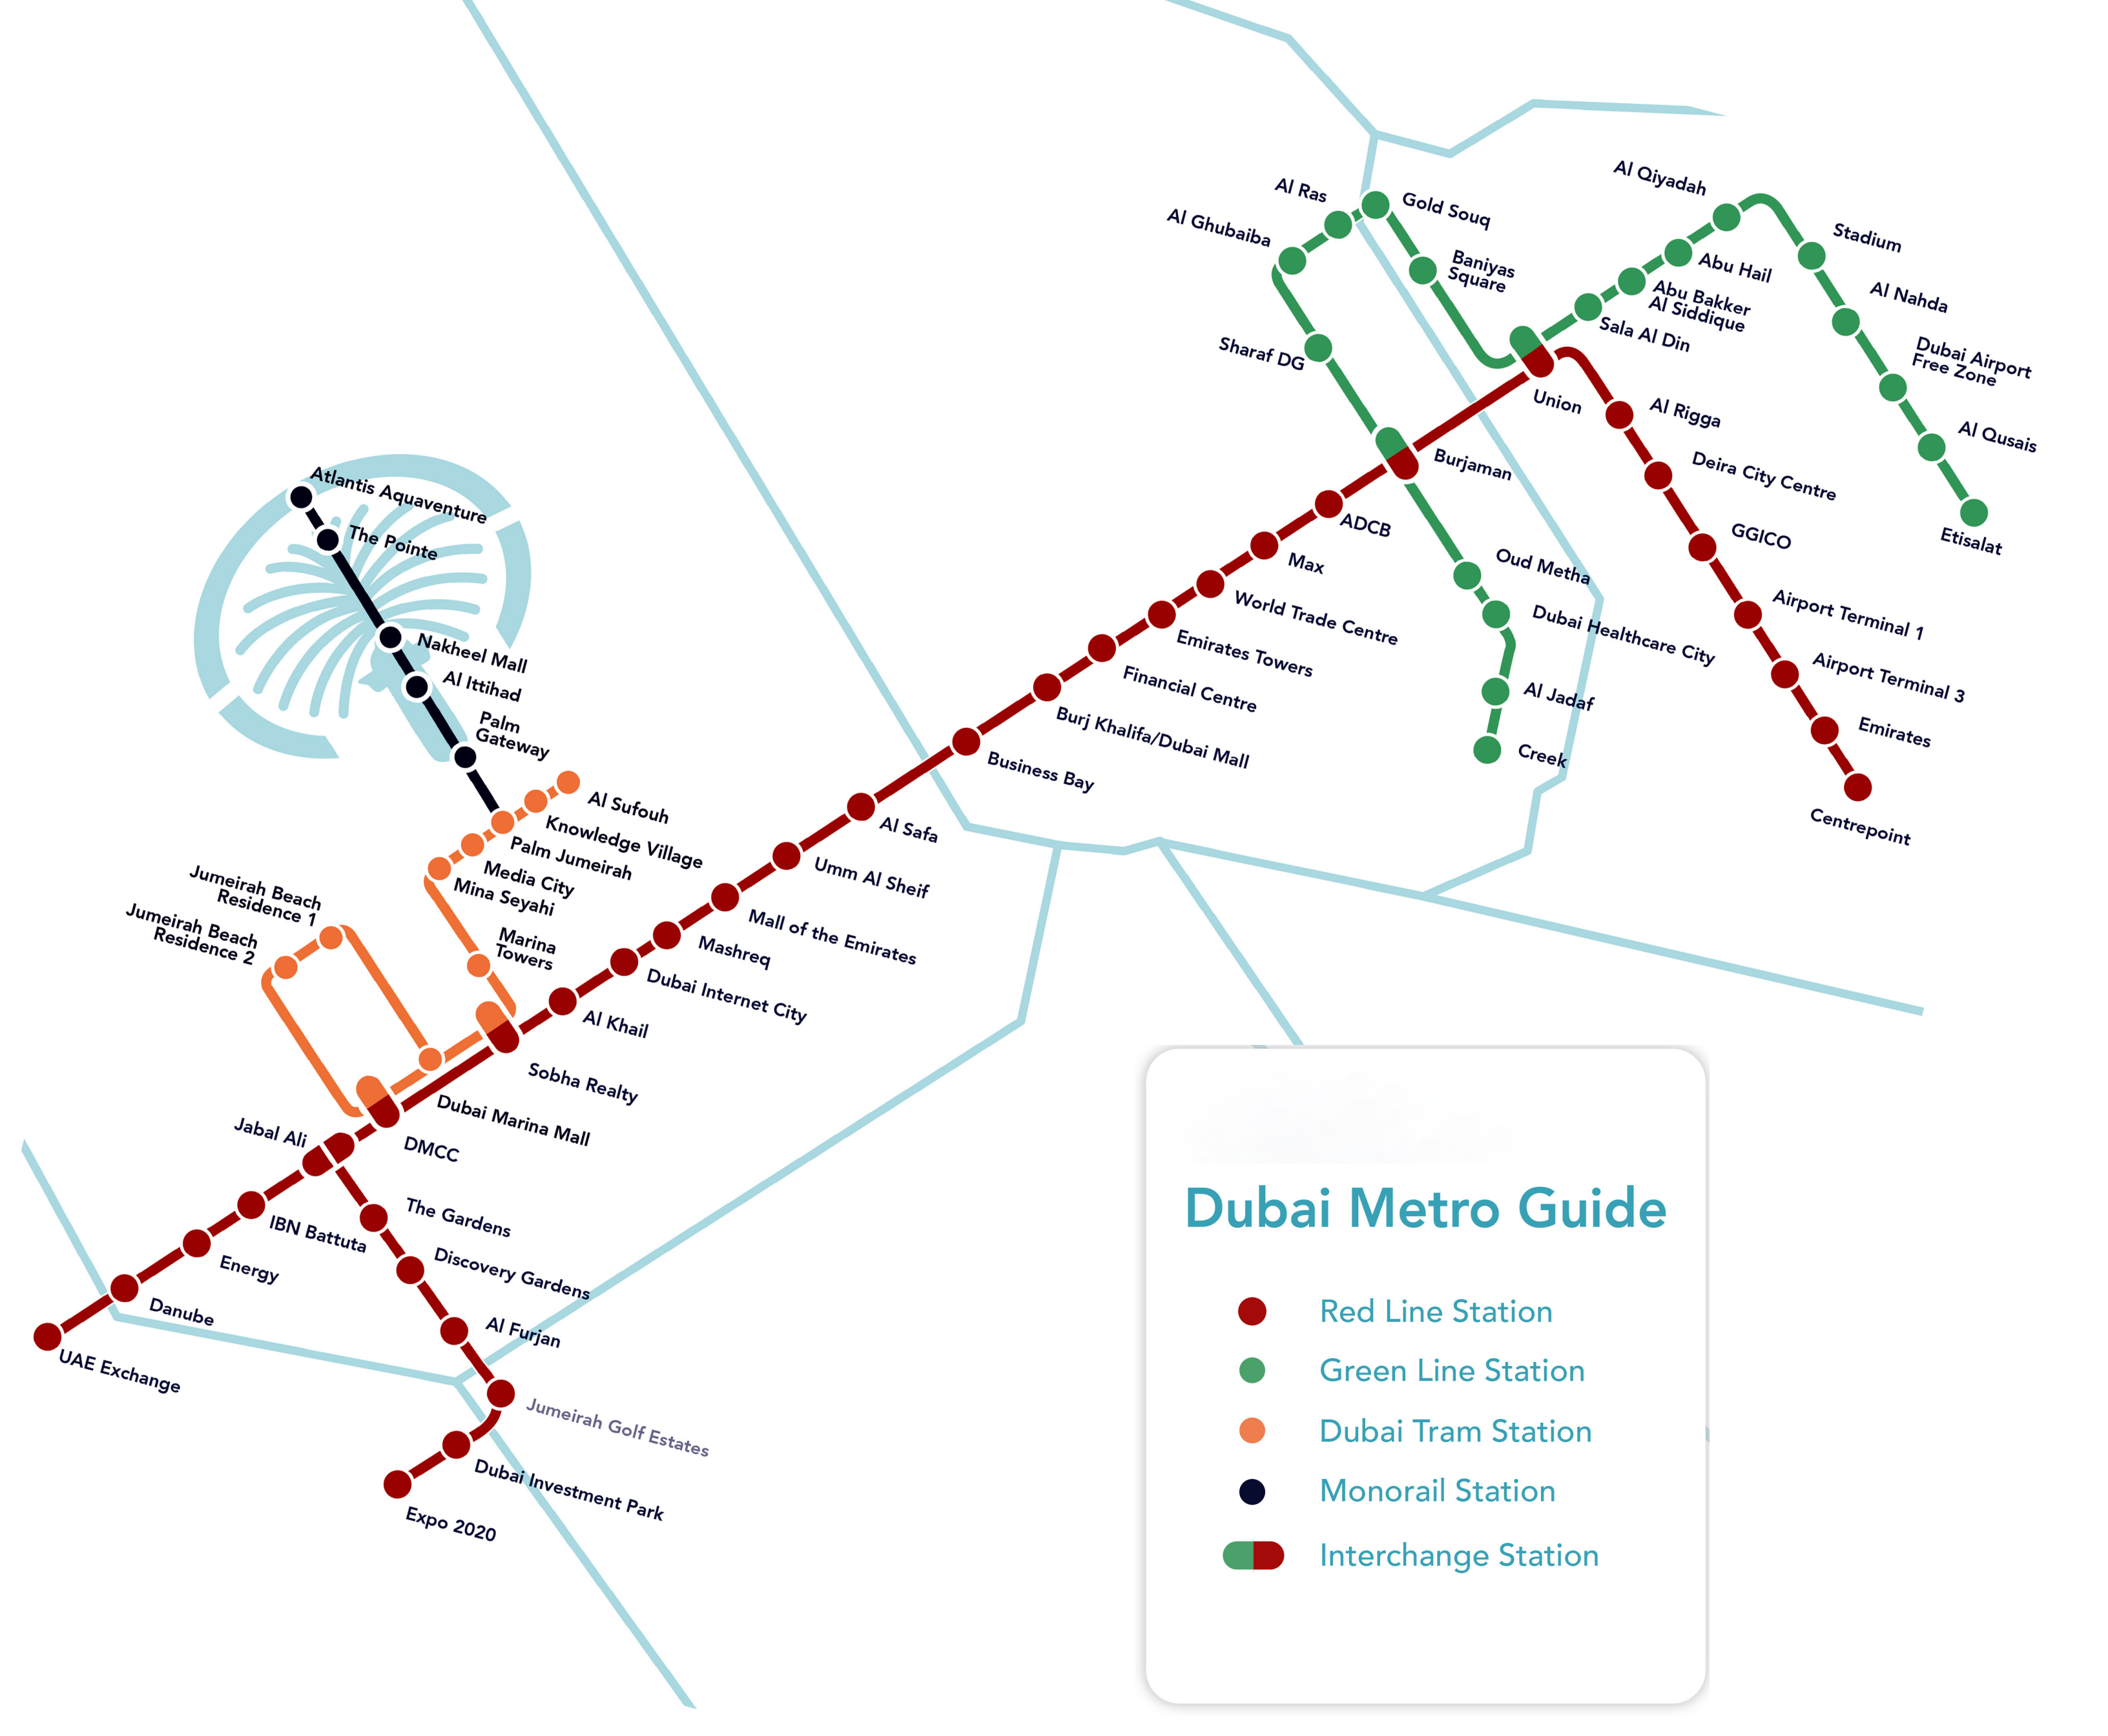 Al Qiyadah
Al Ras
Gold Souq
Al Ghubaiba
Stadium
Baniyas
Square
Abu Hail
Al Nahda
Abu Bakker
Al Siddique
Sala Al Din
Sharaf DG
Dubai Airport
Free Zone
Union
Al Rigga
Al Qusais
Burjaman
Deira City Centre
Etisalat
ADCB
GGICO
Max
Oud Metha
World Trade Centre
Dubai Healthcare City
Airport Terminal 1
Emirates Towers
Airport Terminal 3
Financial Centre
Al Jadaf
Burj Khalifa/Dubai Mall
Emirates
Creek
Business Bay
Centrepoint
Atlantis Aquaventure
The Pointe
Nakheel Mall
Al Ittihad
Palm
Gateway
Al Sufouh
Knowledge Village
Palm Jumeirah
Media City
Mina Seyahi
Al Safa
Umm Al Sheif
Mall of the Emirates
Mashreq
Dubai Internet City
Al Khail
Jumeirah Beach
Residence 1
Jumeirah Beach
Residence 2
Marina
Towers
Sobha Realty
Dubai Marina Mall
DMCC
Jabal Ali
The Gardens
IBN Battuta
Discovery Gardens
Energy
Danube
Al Furjan
UAE Exchange
Jumeirah Golf Estates
Dubai Investment Park
Expo 2020
Dubai Metro Guide
Red Line Station
Green Line Station
Dubai Tram Station
Monorail Station
Interchange Station